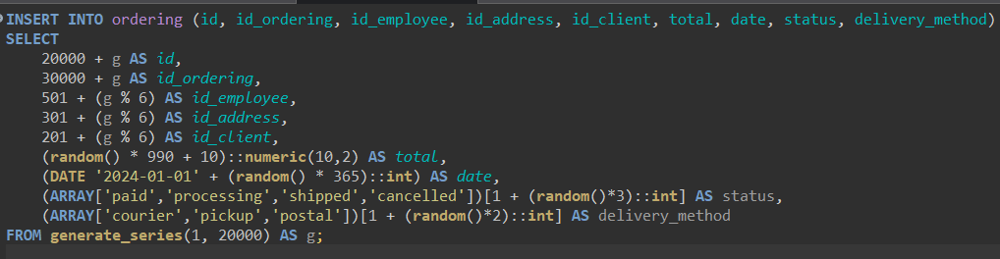 INSERT INTO ordering (id, id_ordering, id_employee, id_address, id_client, total, date, status, delivery_method)
SELECT
    20000 + g AS id,
    30000 + g AS id_ordering,
    501 + (g % 6) AS id_employee,
    301 + (g % 6) AS id_address,
    201 + (g % 6) AS id_client,
    (random() * 990 + 10)::numeric(10,2) AS total,
    (DATE '2024-01-01' + (random() * 365)::int) AS date,
    (ARRAY['paid','processing','shipped','cancelled'])[1 + (random()*3)::int] AS status,
    (ARRAY['courier','pickup','postal'])[1 + (random()*2)::int] AS delivery_method
FROM generate_series(1, 20000) AS g;